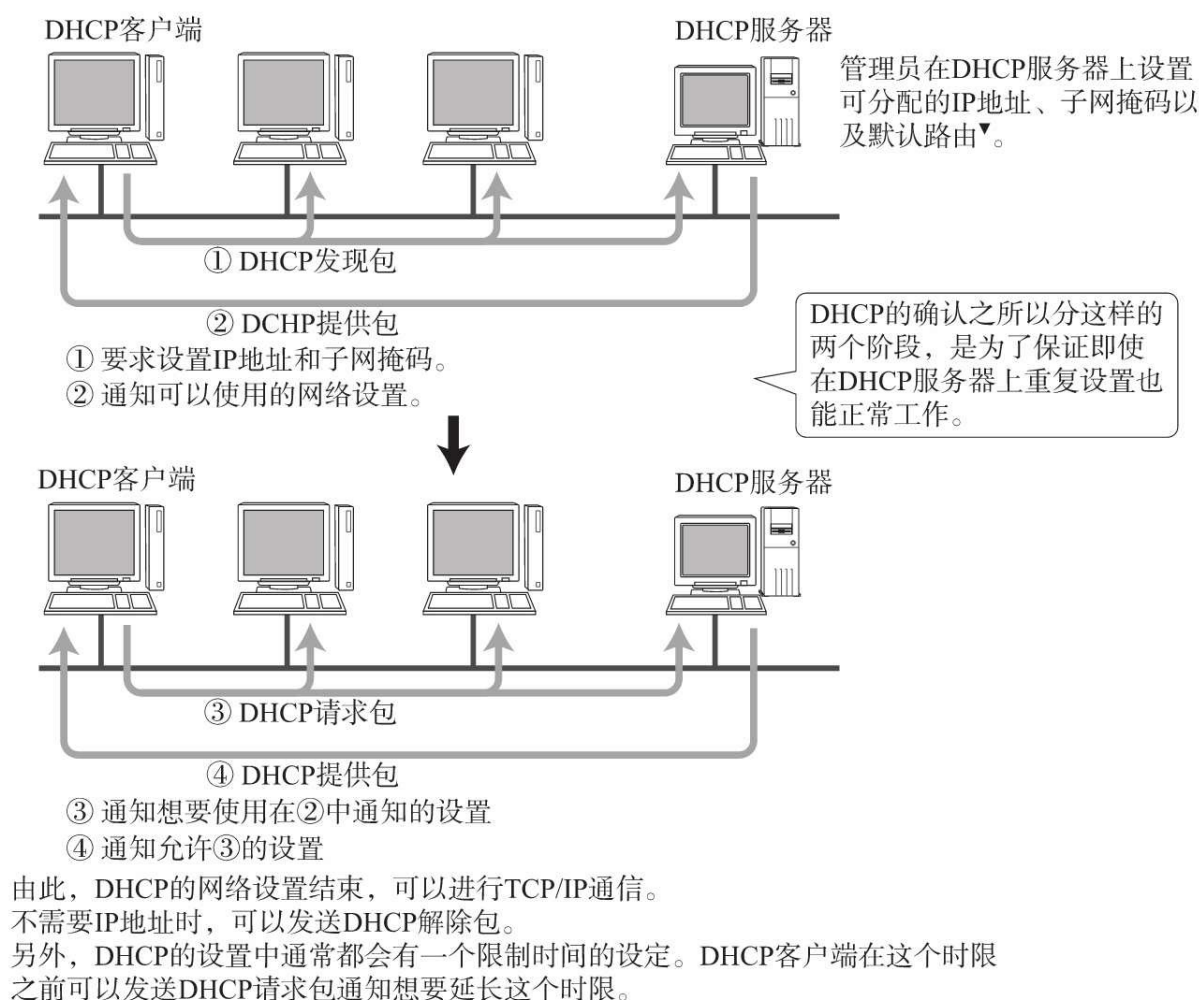 DHCP客户端
DHCP服务器
管理员在DHCP服务器上设置
可分配的IP地址、子网掩码以
及默认路由▼。
① DHCP发现包
② DCHP提供包
① 要求设置IP地址和子网掩码。
② 通知可以使用的网络设置。
DHCP的确认之所以分这样的
两个阶段，是为了保证即使
在DHCP服务器上重复设置也
能正常工作。
DHCP客户端
DHCP服务器
③ DHCP请求包
④ DHCP提供包
③ 通知想要使用在②中通知的设置
④ 通知允许③的设置
由此，DHCP的网络设置结束，可以进行TCP/IP通信。
不需要IP地址时，可以发送DHCP解除包。
另外，DHCP的设置中通常都会有一个限制时间的设定。DHCP客户端在这个时限
之前可以发送DHCP请求包通知想要延长这个时限。